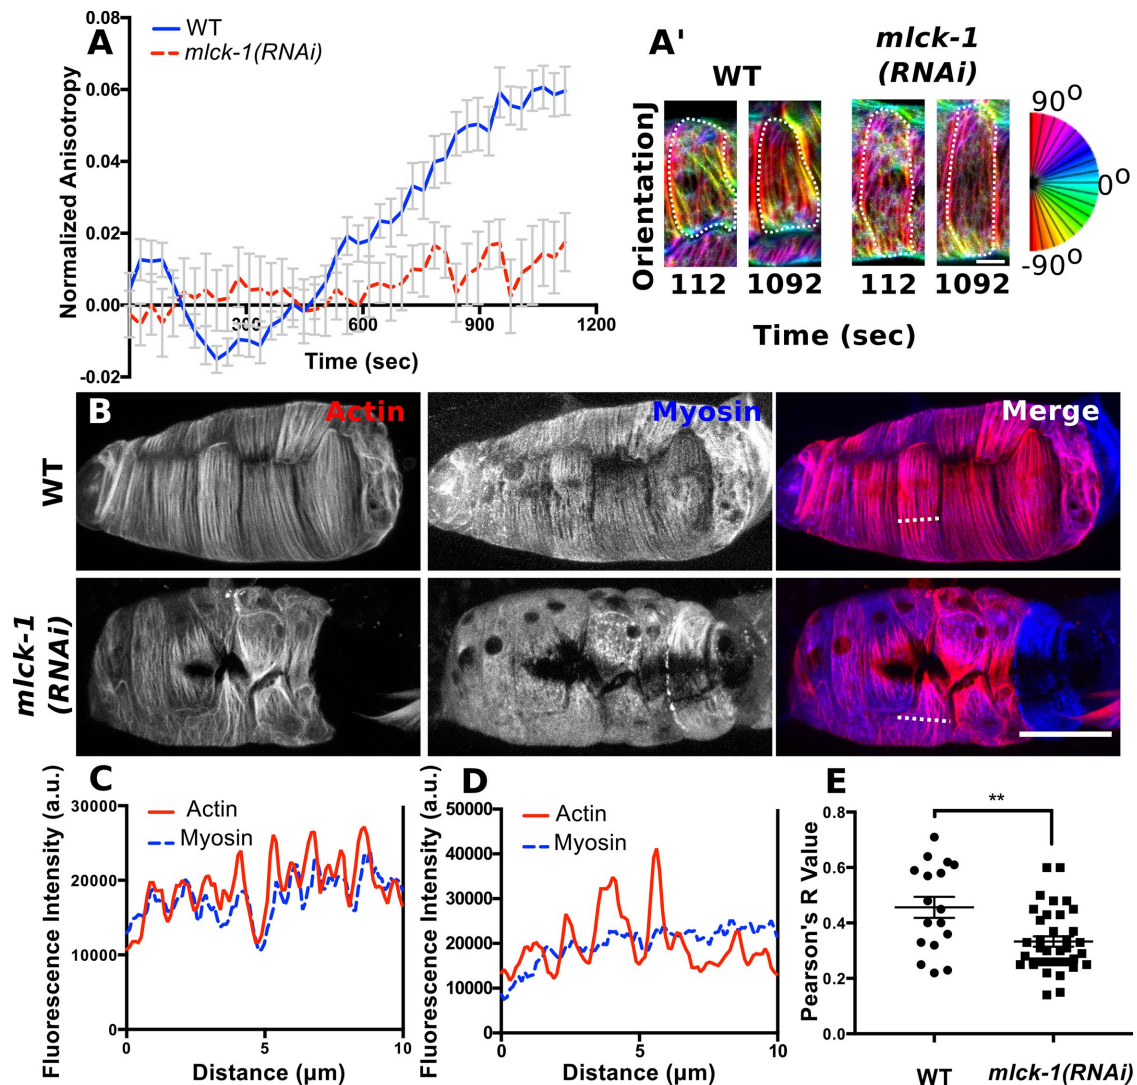 A
0.08
0.06
0.04
0.02
0.00
-0.02
Normalized Anisotropy
WT
mlck-1(RNAi)
300
600
900
1200
Time (sec)
A'
WT
mlck-1
(RNAi)
OrientationJ
112
1092
112
1092
Time (sec)
90o
0o
-90o
B
Actin
Myosin
Merge
WT
mlck-1
(RNAi)
C
Fluorescence Intensity (a.u.)
30000
20000
10000
0
Actin
Myosin
0
5
10
Distance (μm)
D
Fluorescence Intensity (a.u.)
50000
40000
30000
20000
10000
0
Actin
Myosin
0
5
10
Distance (μm)
E
Pearson's R Value
0.8
0.6
0.4
0.2
0.0
**
WT
mlck-1(RNAi)